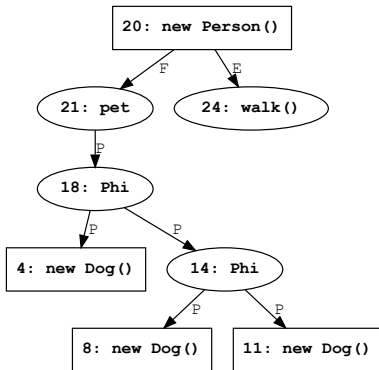 20: new Person()
F
E
21: pet
24: walk()
P
18: Phi
P
P
4: new Dog()
14: Phi
P
P
8: new Dog()
11: new Dog()